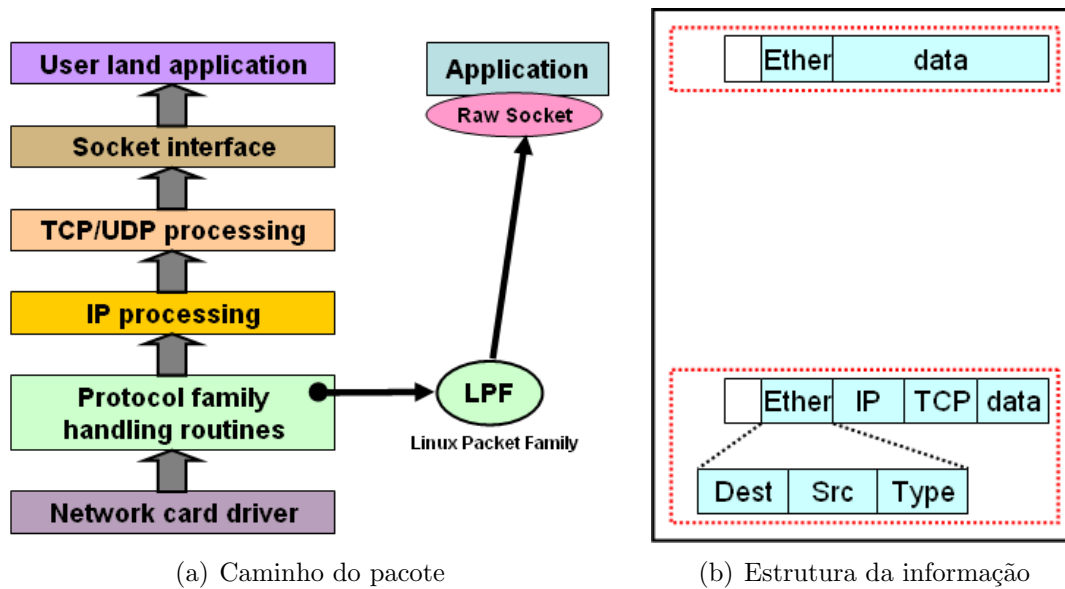 User land application
Socket interface
TCP/UDP processing
IP processing
Protocol family
handling routines
Network card driver
Application
Raw Socket
LPF
Linux Packet Family
(a) Caminho do pacote
Ether data
Ether IP TCP data
Dest Src Type
(b) Estrutura da informação